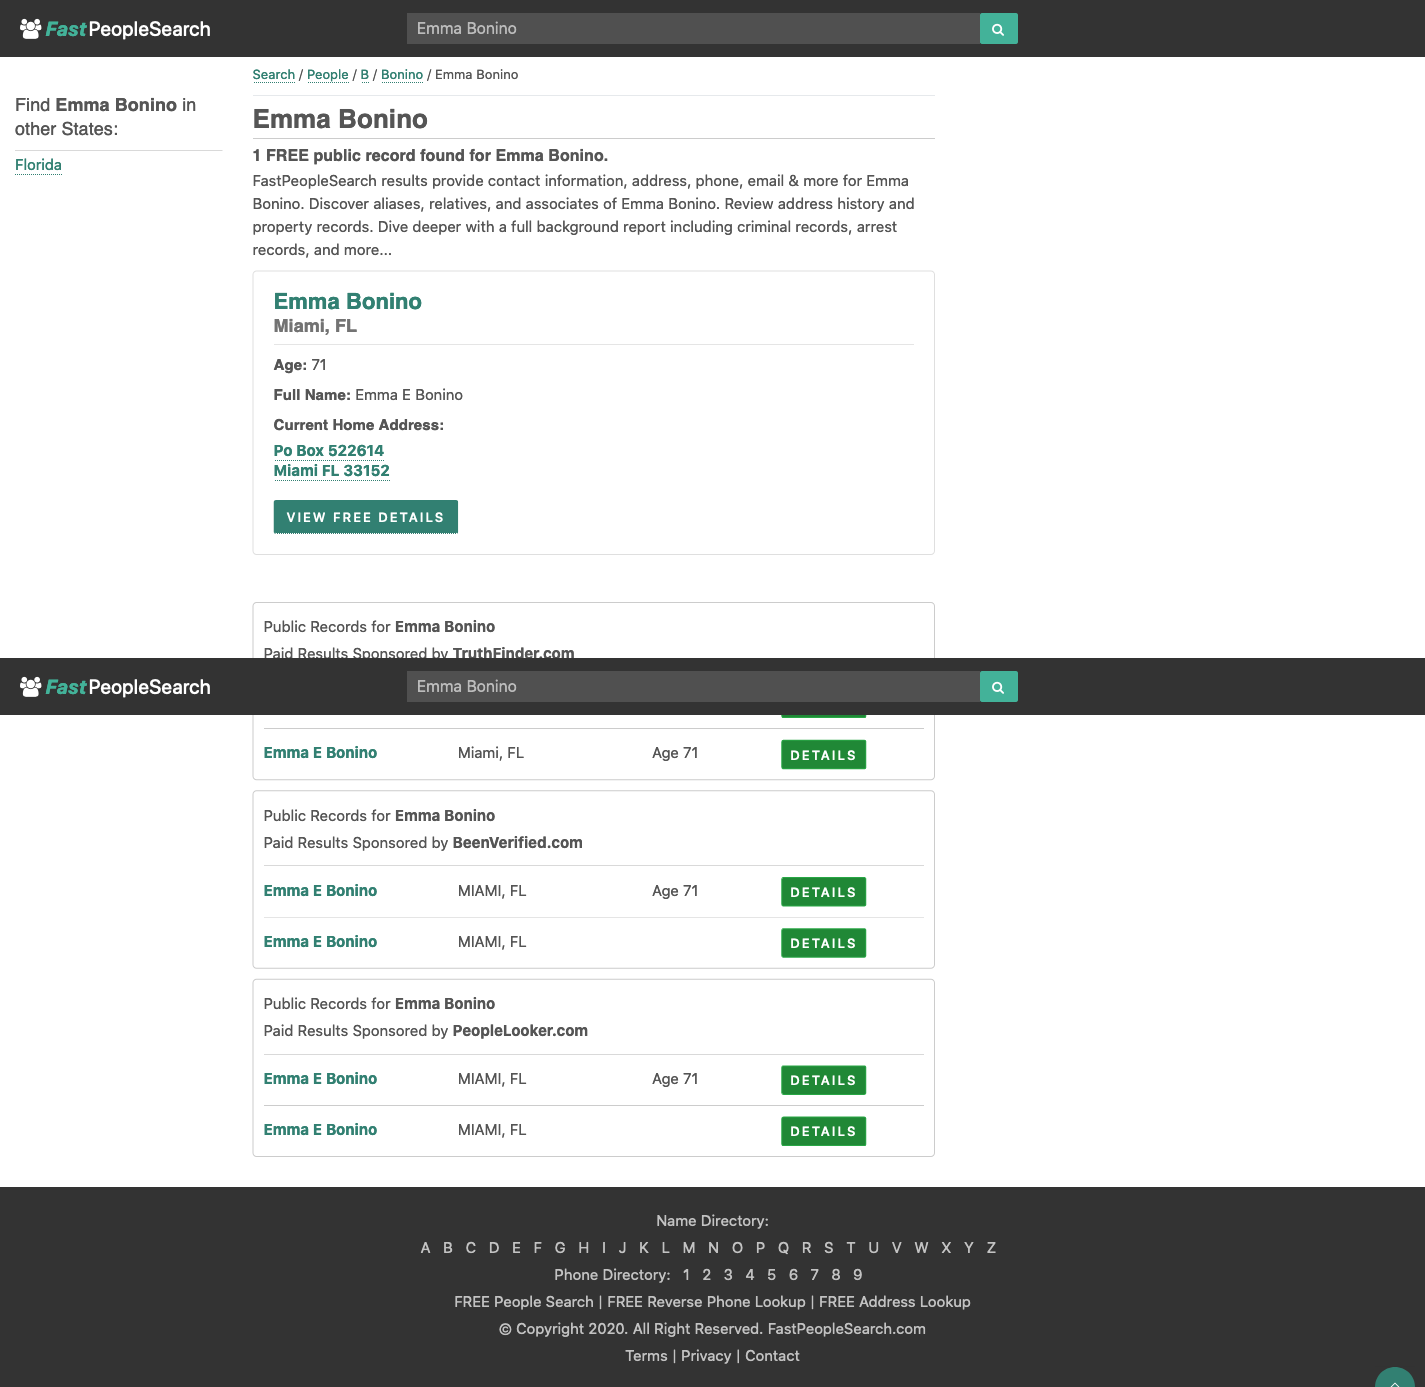 FastPeopleSearch
Emma Bonino
Search / People / B / Bonino / Emma Bonino
Find Emma Bonino in
other States:
Florida
Emma Bonino
1 FREE public record found for Emma Bonino.
FastPeopleSearch results provide contact information, address, phone, email & more for Emma
Bonino. Discover aliases, relatives, and associates of Emma Bonino. Review address history and
property records. Dive deeper with a full background report including criminal records, arrest
records, and more...
Emma Bonino
Miami, FL
Age: 71
Full Name: Emma E Bonino
Current Home Address:
Po Box 522614
Miami FL 33152
VIEW FREE DETAILS
Public Records for Emma Bonino
Paid Results Sponsored by TruthFinder.com
FastPeopleSearch
Emma Bonino
Emma E Bonino Miami, FL Age 71 DETAILS
Public Records for Emma Bonino
Paid Results Sponsored by BeenVerified.com
Emma E Bonino MIAMI, FL Age 71 DETAILS
Emma E Bonino MIAMI, FL DETAILS
Public Records for Emma Bonino
Paid Results Sponsored by PeopleLooker.com
Emma E Bonino MIAMI, FL Age 71 DETAILS
Emma E Bonino MIAMI, FL DETAILS
Name Directory:
A B C D E F G H I J K L M N O P Q R S T U V W X Y Z
Phone Directory: 1 2 3 4 5 6 7 8 9
FREE People Search | FREE Reverse Phone Lookup | FREE Address Lookup
© Copyright 2020. All Right Reserved. FastPeopleSearch.com
Terms | Privacy | Contact